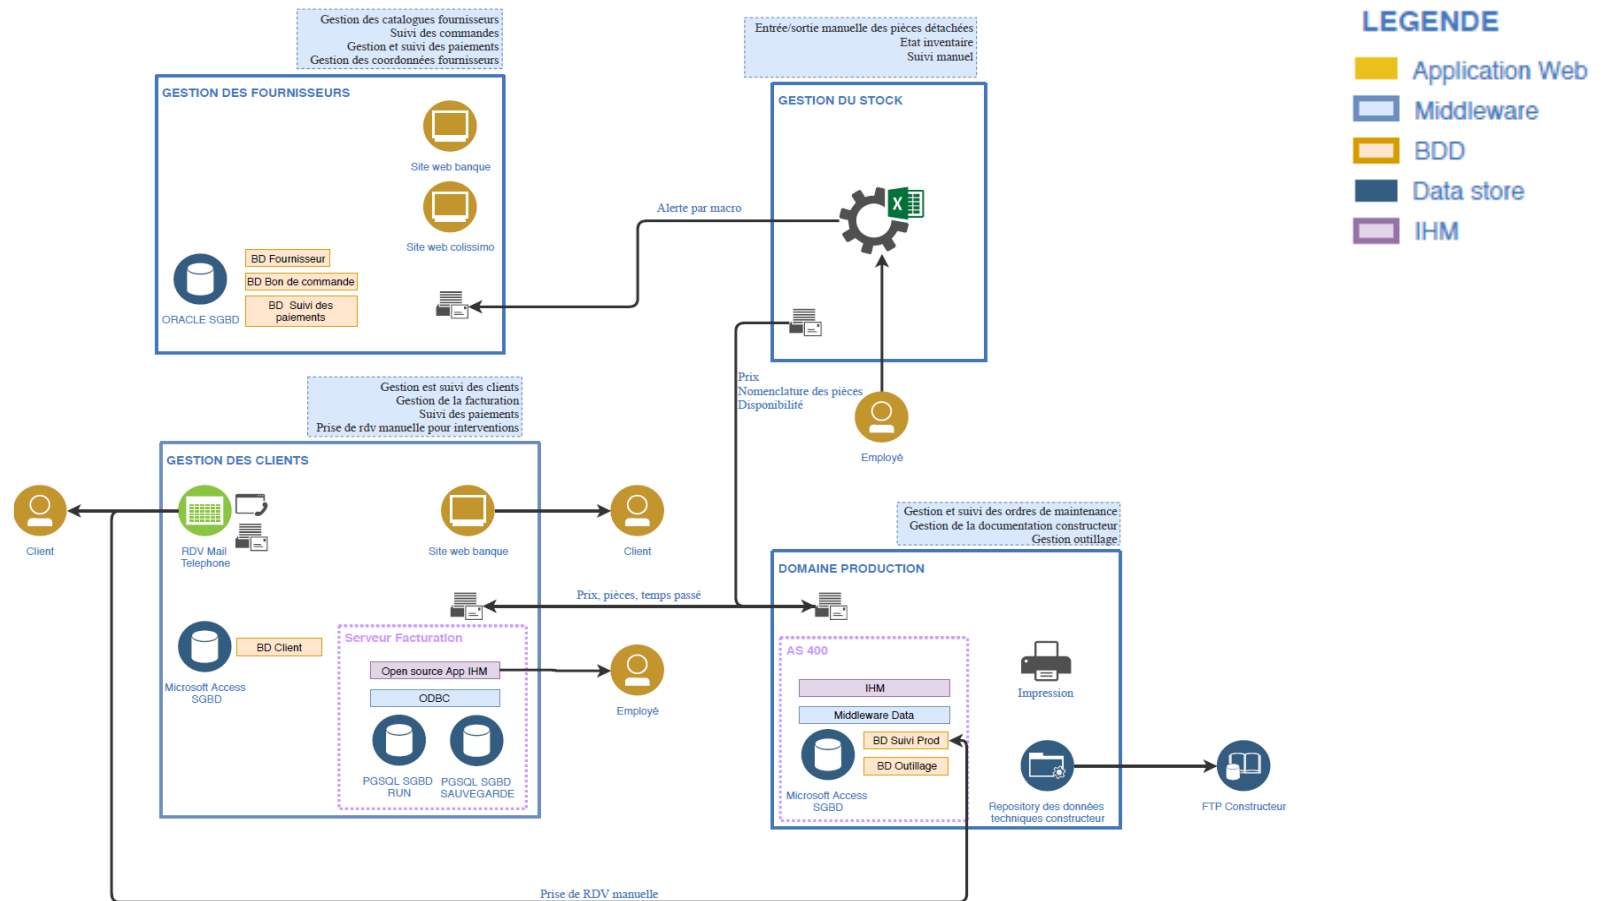 Gestion des catalogues fournisseurs
Suivi des commandes
Gestion et suivi des paiements
Gestion des coordonnées fournisseurs
GESTION DES FOURNISSEURS
Site web banque
Site web colissimo
BD Fournisseur
BD Bon de commande
BD Suivi des
paiements
ORACLE SGBD
Alerte par macro
Entrée/sortie manuelle des pièces détachées
Etat inventaire
Suivi manuel
GESTION DU STOCK
X
Prix
Nomenclature des pièces
Disponibilité
Employé
LEGENDE
Application Web
Middleware
BDD
Data store
IHM
Gestion est suivi des clients
Gestion de la facturation
Suivi des paiements
Prise de rdv manuelle pour interventions
GESTION DES CLIENTS
Client
RDV Mail
Telephone
Site web banque
Client
Prix, pièces, temps passé
BD Client
Microsoft Access
SGBD
Serveur Facturation
Open source App IHM
ODBC
PGSQL SGBD
RUN
PGSQL SGBD
SAUVEGARDE
Employé
Gestion et suivi des ordres de maintenance
Gestion de la documentation constructeur
Gestion outillage
DOMAINE PRODUCTION
AS 400
IHM
Middleware Data
BD Suivi Prod
BD Outillage
Microsoft Access
SGBD
Impression
Repository des données
techniques constructeur
FTP Constructeur
Prise de RDV manuelle